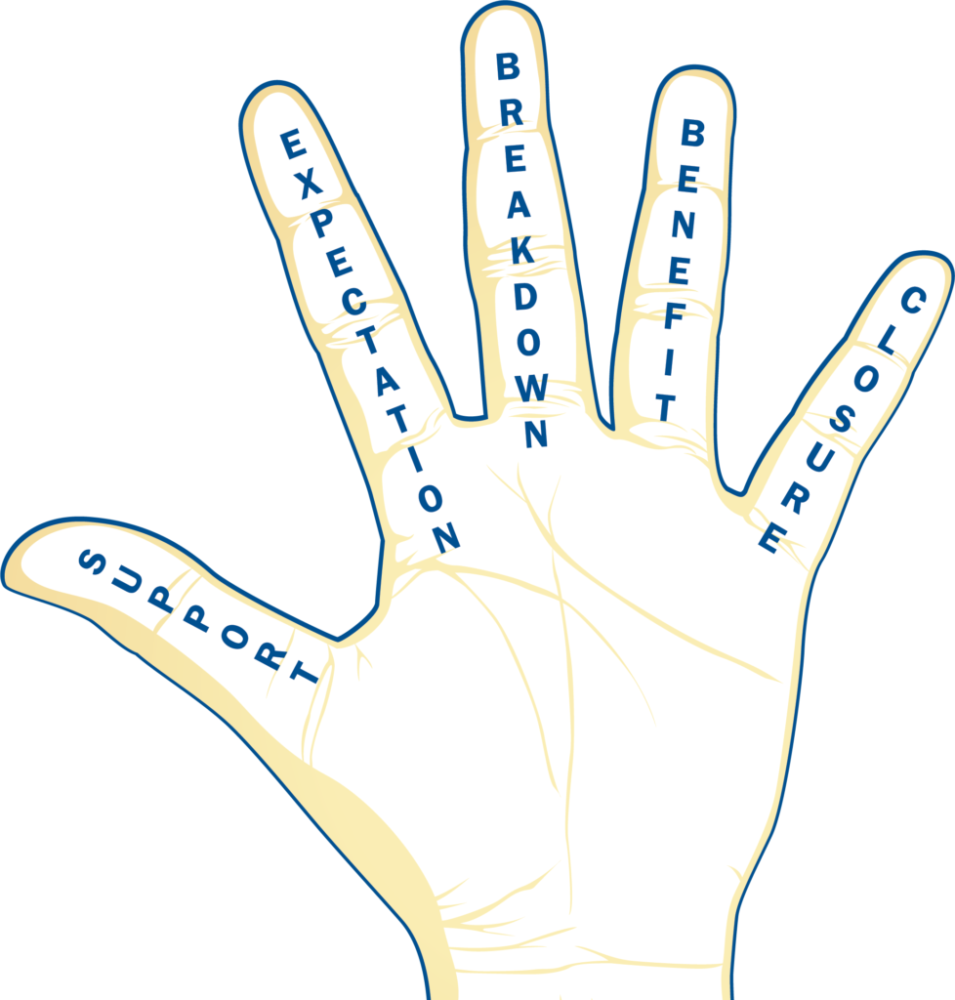 SUPPORT
EXPECTATION
BREAKDOWN
BENEFIT
CLOSURE